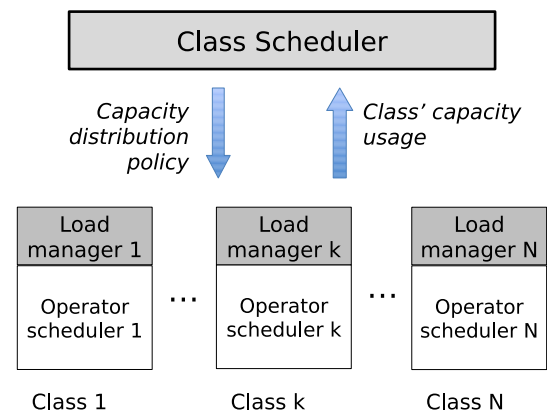 Class Scheduler
Capacity
distribution
policy
Class’ capacity
usage
Load
manager 1
Load
manager k
Load
manager N
Operator
scheduler 1
...
Operator
scheduler k
...
Operator
scheduler N
Class 1
Class k
Class N